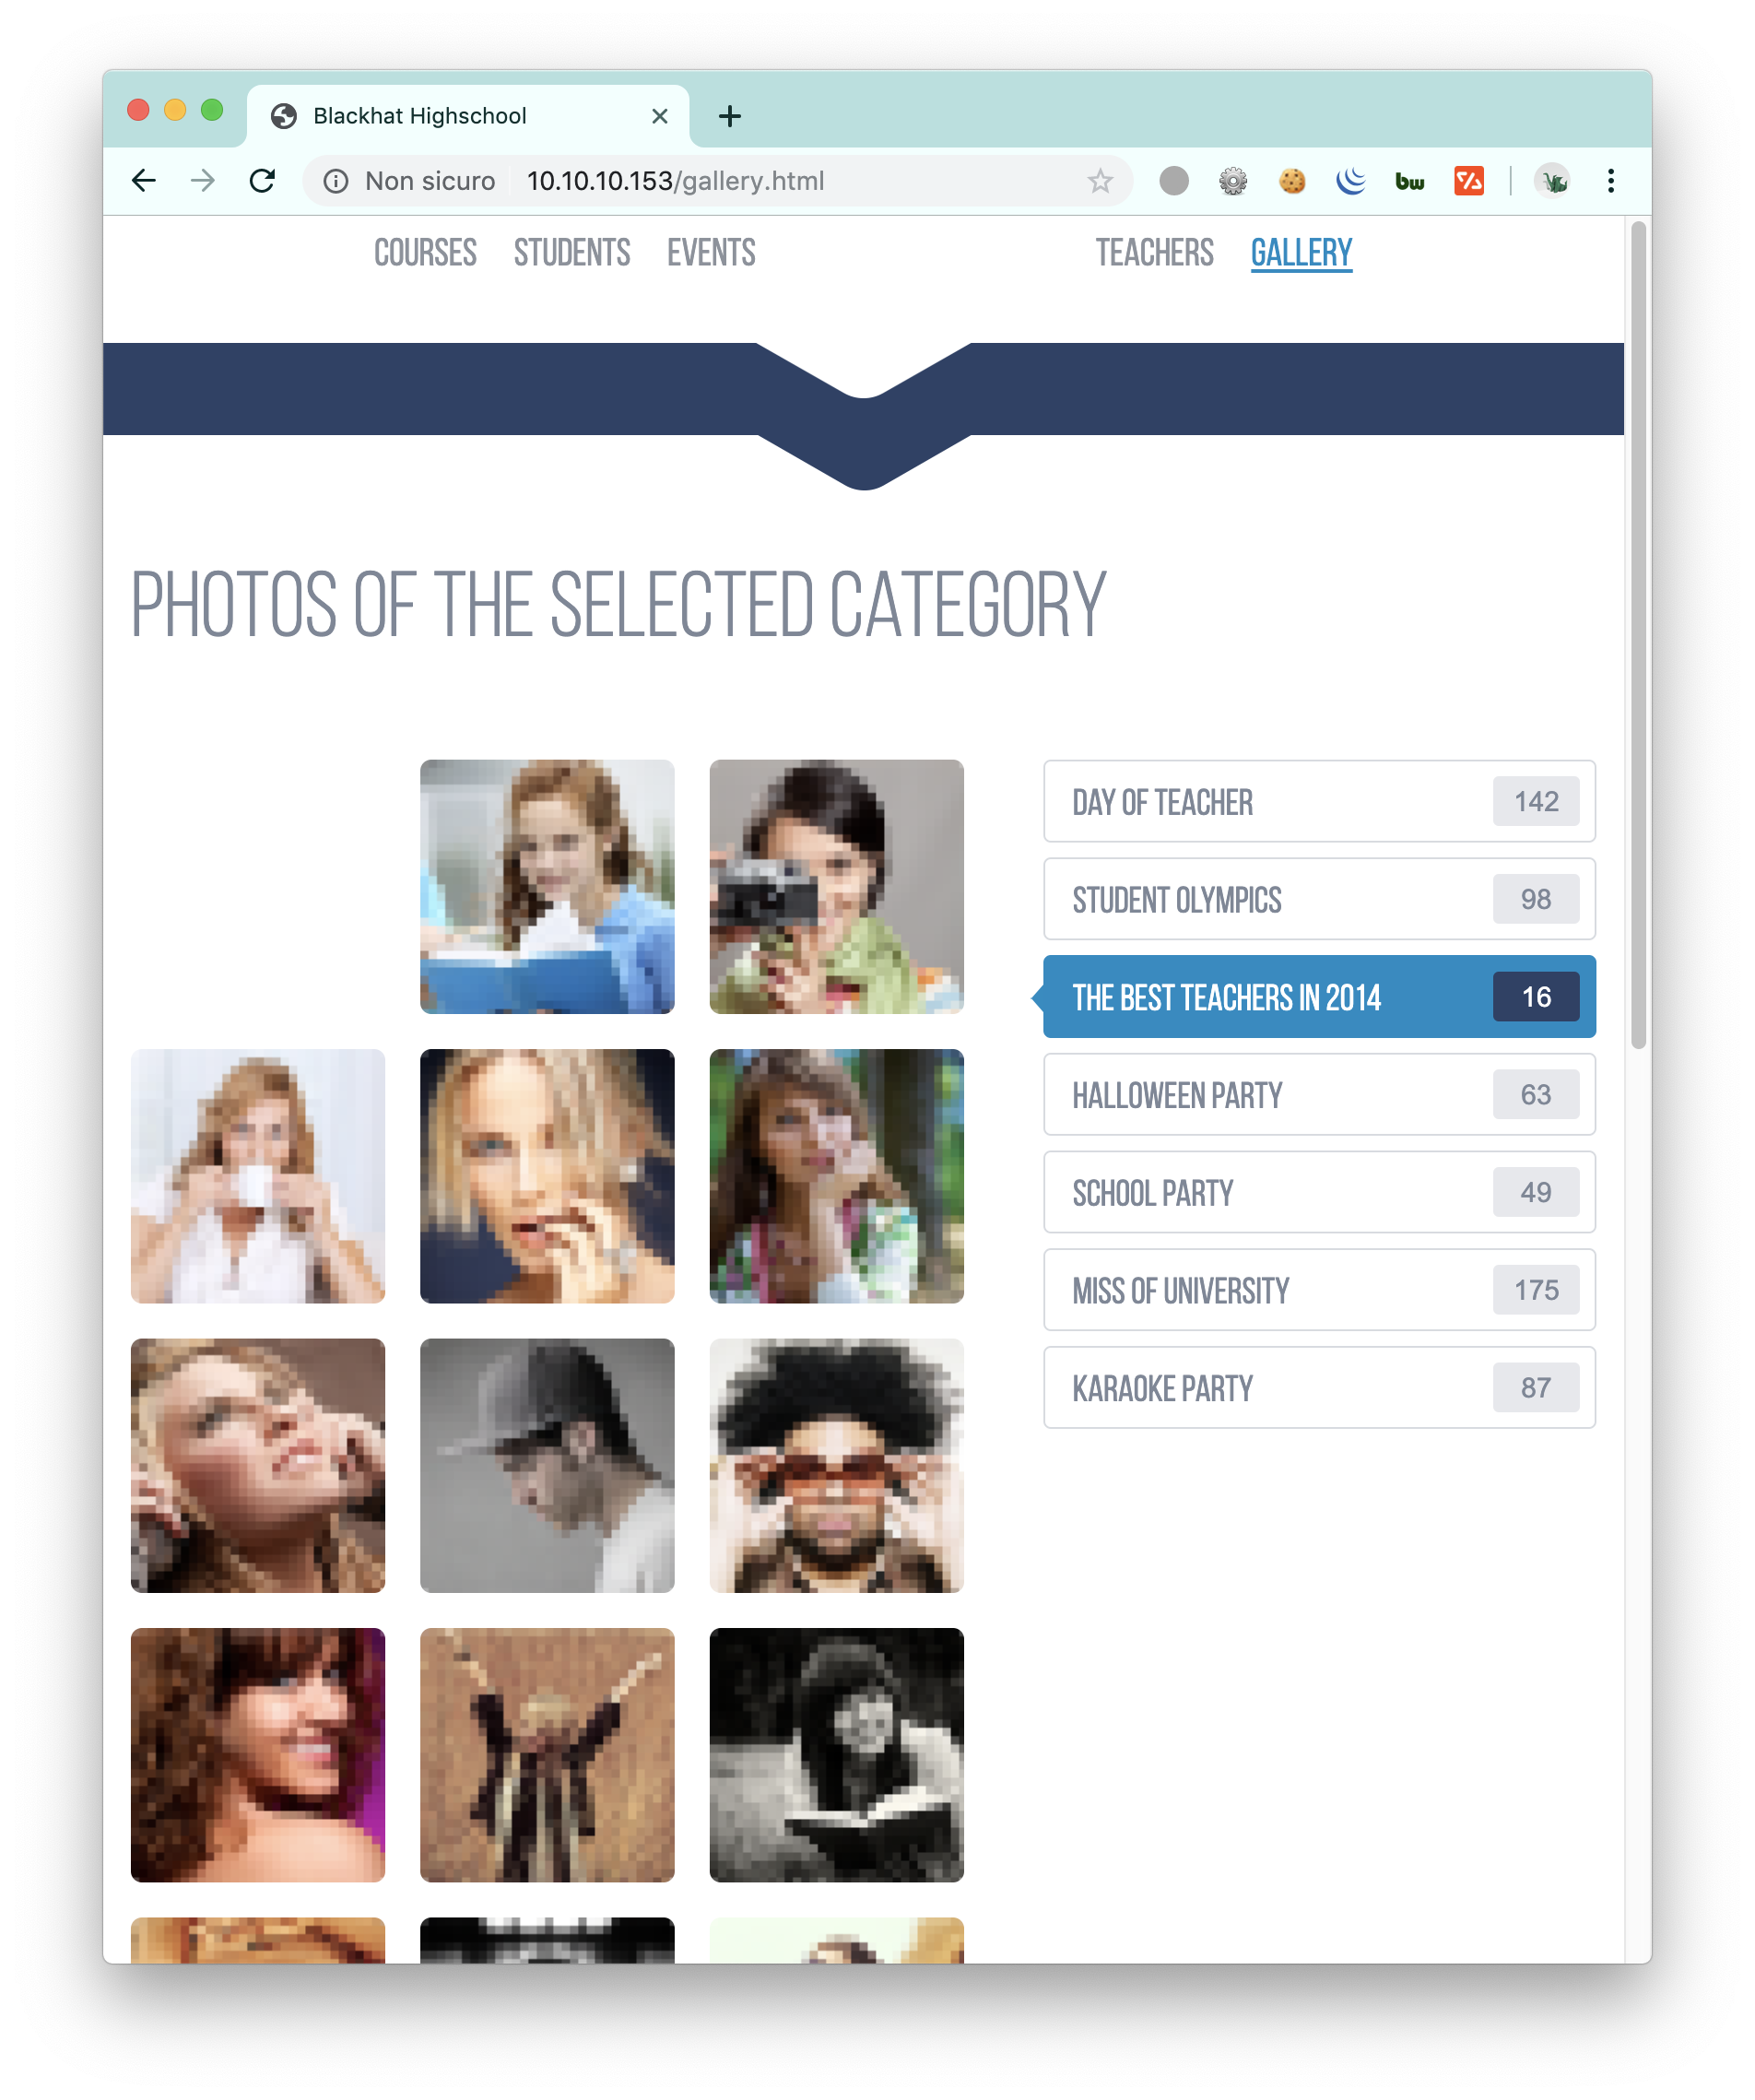 Blackhat Highschool
Non sicuro 10.10.10.153/gallery.html
bw
COURSES STUDENTS EVENTS TEACHERS GALLERY
PHOTOS OF THE SELECTED CATEGORY
DAY OF TEACHER 142
STUDENT OLYMPICS 98
THE BEST TEACHERS IN 2014 16
HALLOWEEN PARTY 63
SCHOOL PARTY 49
MISS OF UNIVERSITY 175
KARAOKE PARTY 87